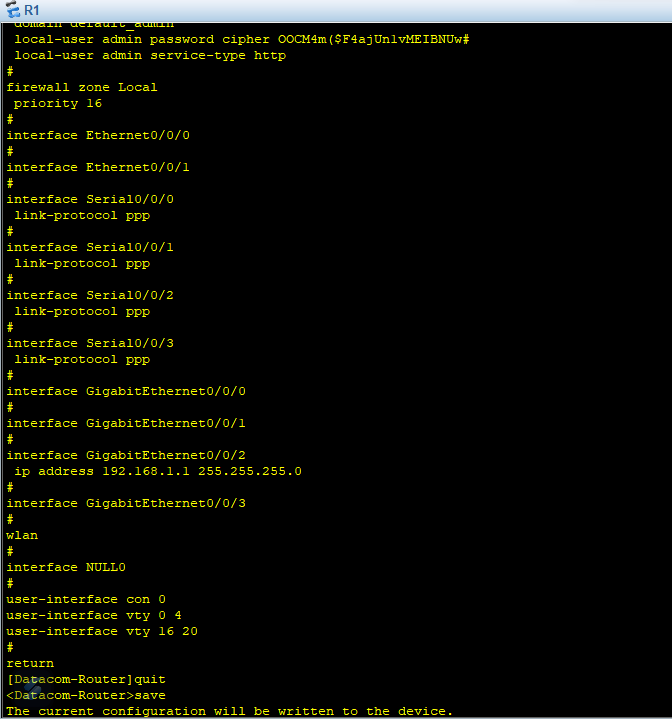 R1
domain default_admin
local-user admin password cipher OOCM4m($F4ajUn1vMEIBNUw#
local-user admin service-type http
#
firewall zone Local
priority 16
#
interface Ethernet0/0/0
#
interface Ethernet0/0/1
#
interface Serial0/0/0
link-protocol ppp
#
interface Serial0/0/1
link-protocol ppp
#
interface Serial0/0/2
link-protocol ppp
#
interface Serial0/0/3
link-protocol ppp
#
interface GigabitEthernet0/0/0
#
interface GigabitEthernet0/0/1
#
interface GigabitEthernet0/0/2
ip address 192.168.1.1 255.255.255.0
#
interface GigabitEthernet0/0/3
#
wlan
#
interface NULL0
#
user-interface con 0
user-interface vty 0 4
user-interface vty 16 20
#
return
[Datacom-Router]quit
<Datacom-Router>save
The current configuration will be written to the device.